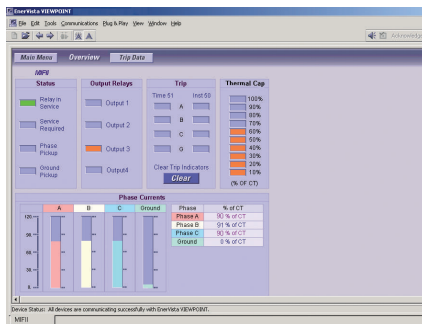 EnerVista VIEWPOINT
File Edit Tools Communications Plug & Play View Window Help
Acknowledge
Main Menu Overview Trip Data
MIFII
Status Output Relays Trip Thermal Cap
Time 51 Inst 50
Relay in Service
Service Required
Phase Pickup
Ground Pickup
Output 1
Output 2
Output 3
Output4
A
B
C
G
Clear Trip Indicators
Clear
100%
90%
80%
70%
60%
50%
40%
30%
20%
10%
(% OF CT)
Phase Currents
A B C Ground
120
90
60
30
0
Phase % of CT
Phase A 90 % of CT
Phase B 91 % of CT
Phase C 90 % of CT
Ground 0 % of CT
Device Status: All devices are communicating successfully with EnerVista VIEWPOINT.
MIFII